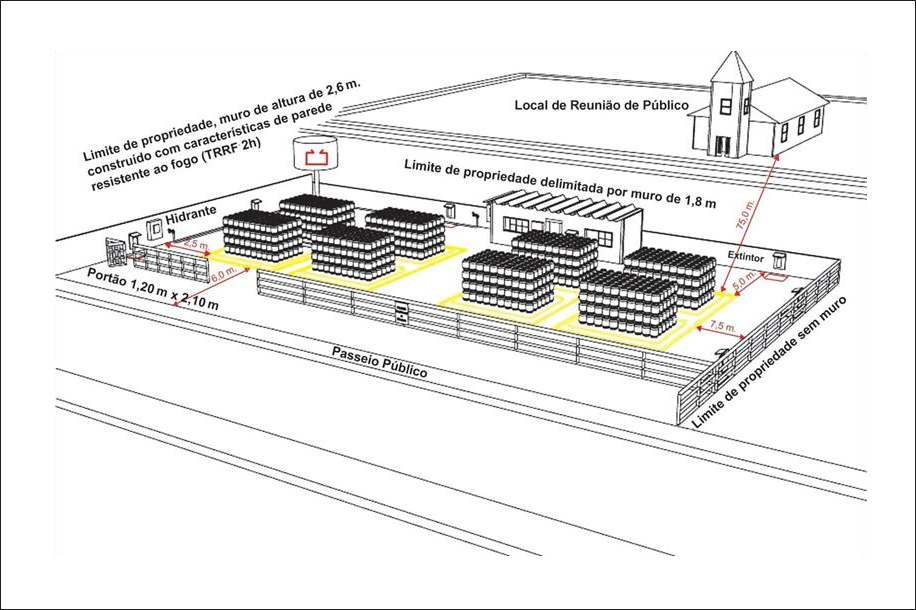 Local de Reunião de Público
Limite de propriedade, muro de altura de 2,6 m.
construído com características de parede
resistente ao fogo (TRRF 2h)
Limite de propriedade delimitada por muro de 1,8 m
75,0 m.
Hidrante
2,5 m.
Extintor
5,0 m.
6,0 m.
Portão 1,20 m x 2,10 m
7,5 m.
Limite de propriedade sem muro
Passeio Público